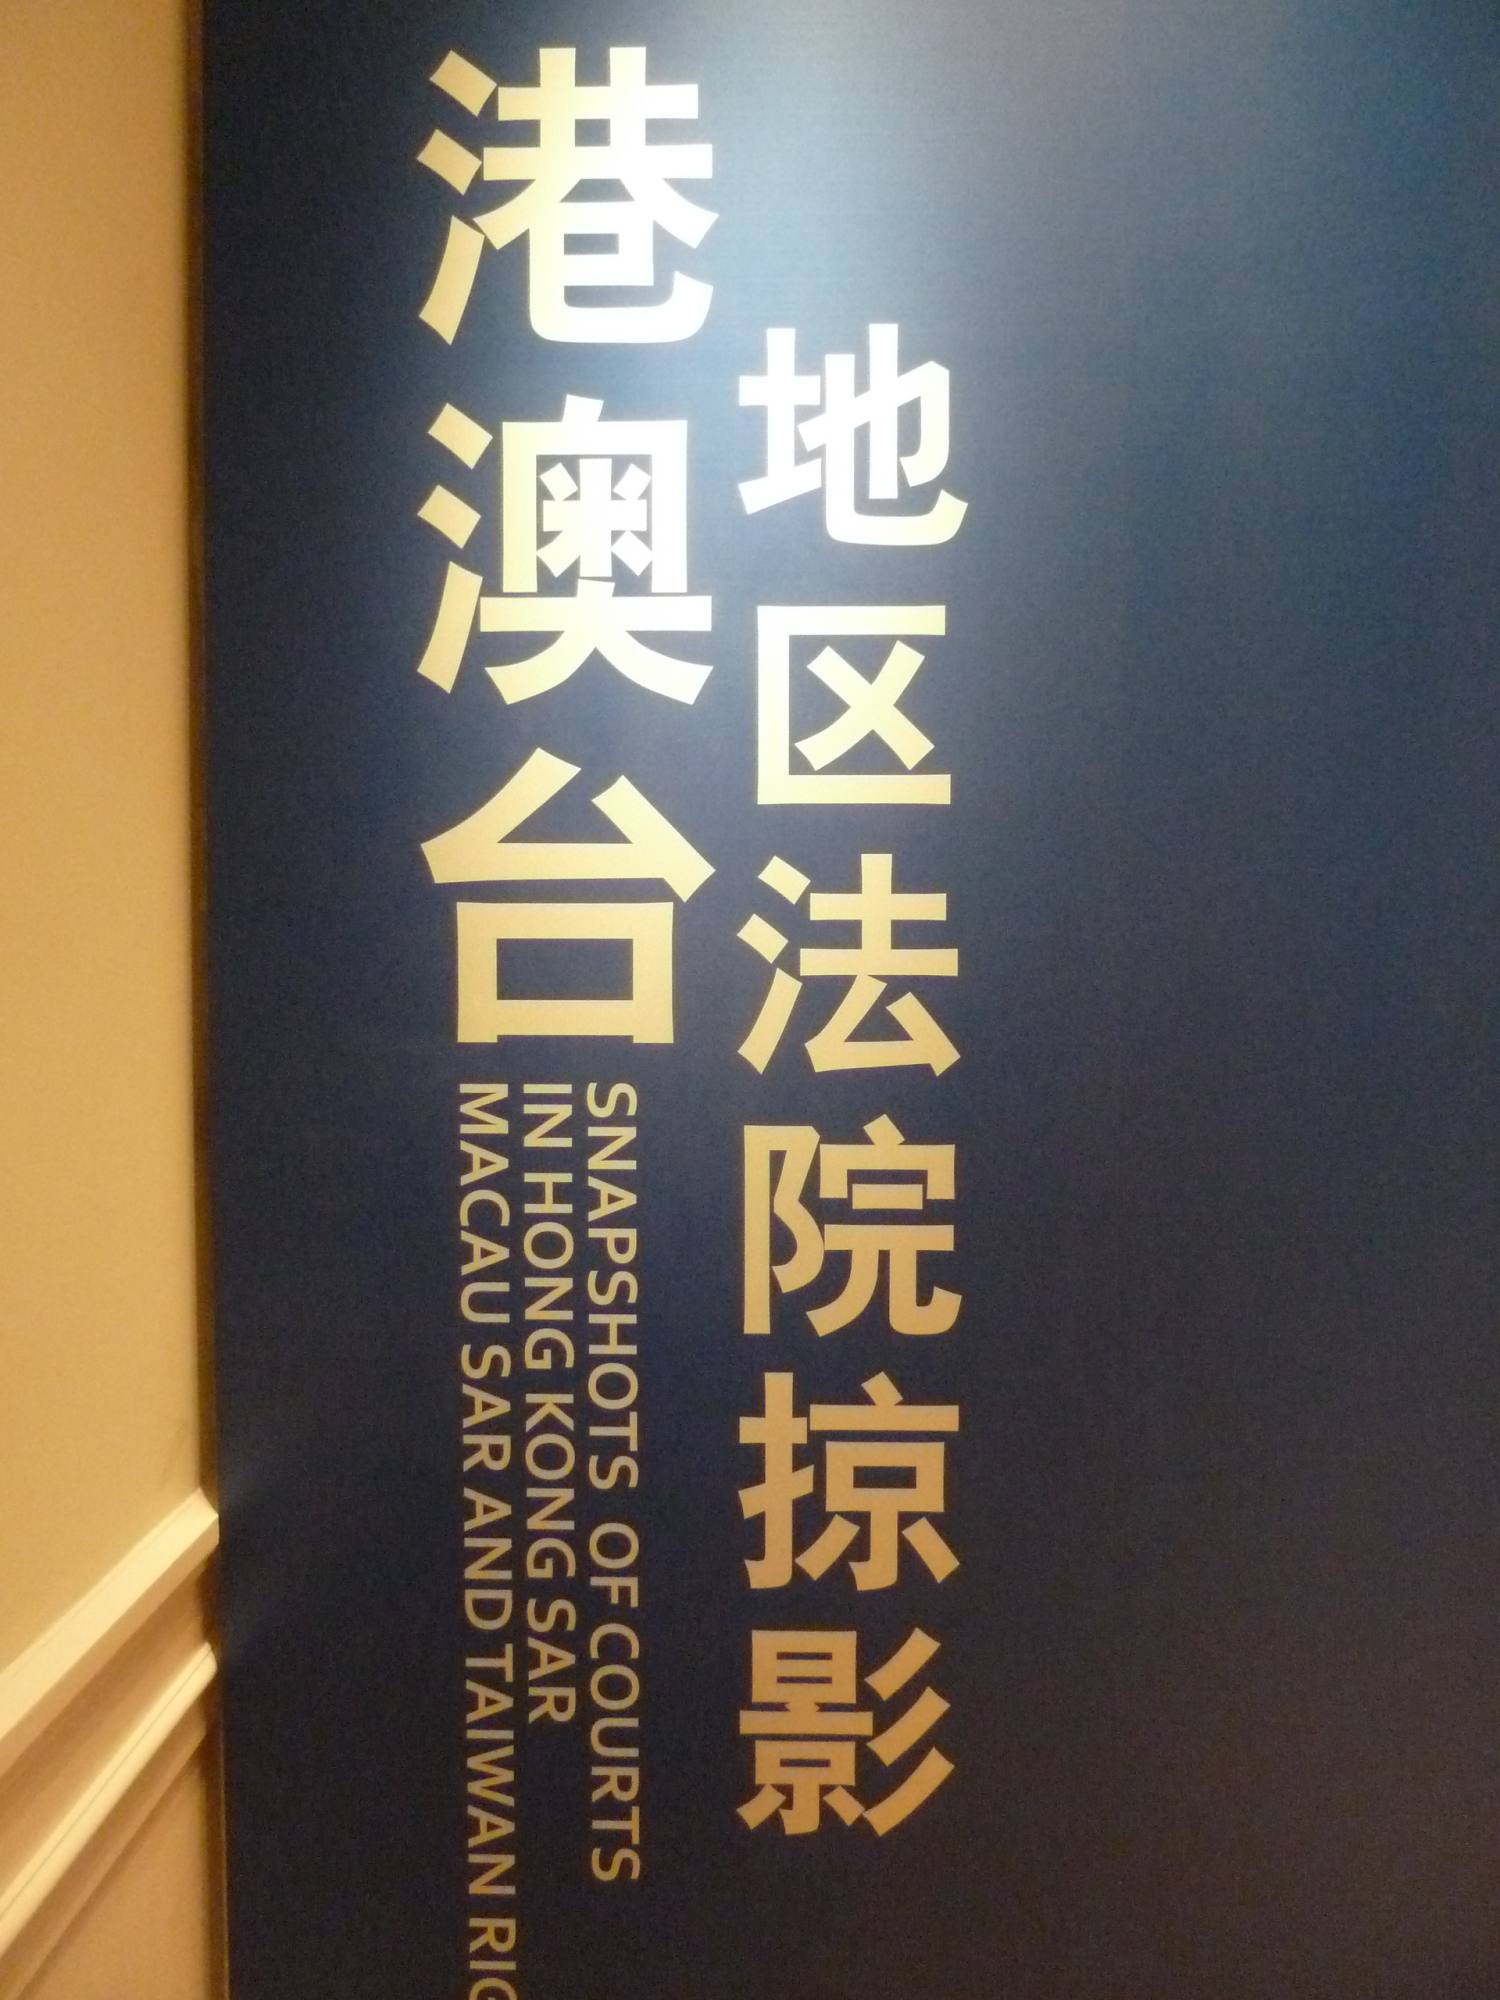 港澳台
地区法院掠影
SNAPSHOTS OF COURTS
IN HONG KONG SAR
MACAU SAR AND TAIWAN